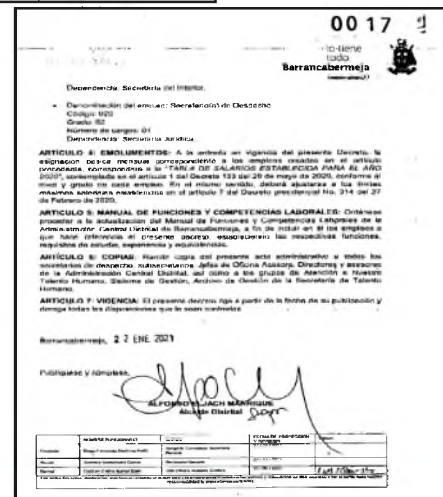 0017
lo tiene
todo
Barrancabermeja
Dependencia: Secretaría del Interior.
Denominación del empleo: Secretario(a) de Despacho
Código: 020
Grado: 02
Número de cargos: 01
Dependencia: Secretaría Jurídica.
ARTÍCULO 4: EMOLUMENTOS: A la entrada en vigencia del presente Decreto, la
asignación básica mensual correspondiente a los empleos creados en el artículo
precedente, corresponderá a la "TABLA DE SALARIOS ESTABLECIDA PARA EL AÑO
2020", contemplada en el artículo 1 del Decreto 133 del 29 de mayo de 2020, conforme al
nivel y grado de cada empleo. En el mismo sentido, deberá ajustarse a los límites
máximos salariales establecidos en el artículo 7 del Decreto presidencial No. 314 del 27
de Febrero de 2020.
ARTÍCULO 5: MANUAL DE FUNCIONES Y COMPETENCIAS LABORALES: Ordénese
proceder a la actualización del Manual de Funciones y Competencias Laborales de la
Administración Central Distrital de Barrancabermeja, a fin de incluir en él los empleos a
que hace referencia el presente decreto, estableciendo las respectivas funciones,
requisitos de estudio, experiencia y equivalencias.
ARTÍCULO 6: COPIAS: Remitir copia del presente acto administrativo a todos los
secretarios de despacho, subsecretarios, Jefes de Oficina Asesora, Directores y asesores
de la Administración Central Distrital, así como a los grupos de Atención a Nuestro
Talento Humano, Sistema de Gestión, Archivo de Gestión de la Secretaría de Talento
Humano.
ARTÍCULO 7: VIGENCIA: El presente decreto rige a partir de la fecha de su publicación y
deroga todas las disposiciones que le sean contrarias.
Barrancabermeja, 22 ENE. 2021
Publíquese y cúmplase,
ALFONSO ELJACH MANRIQUE
Alcalde Distrital